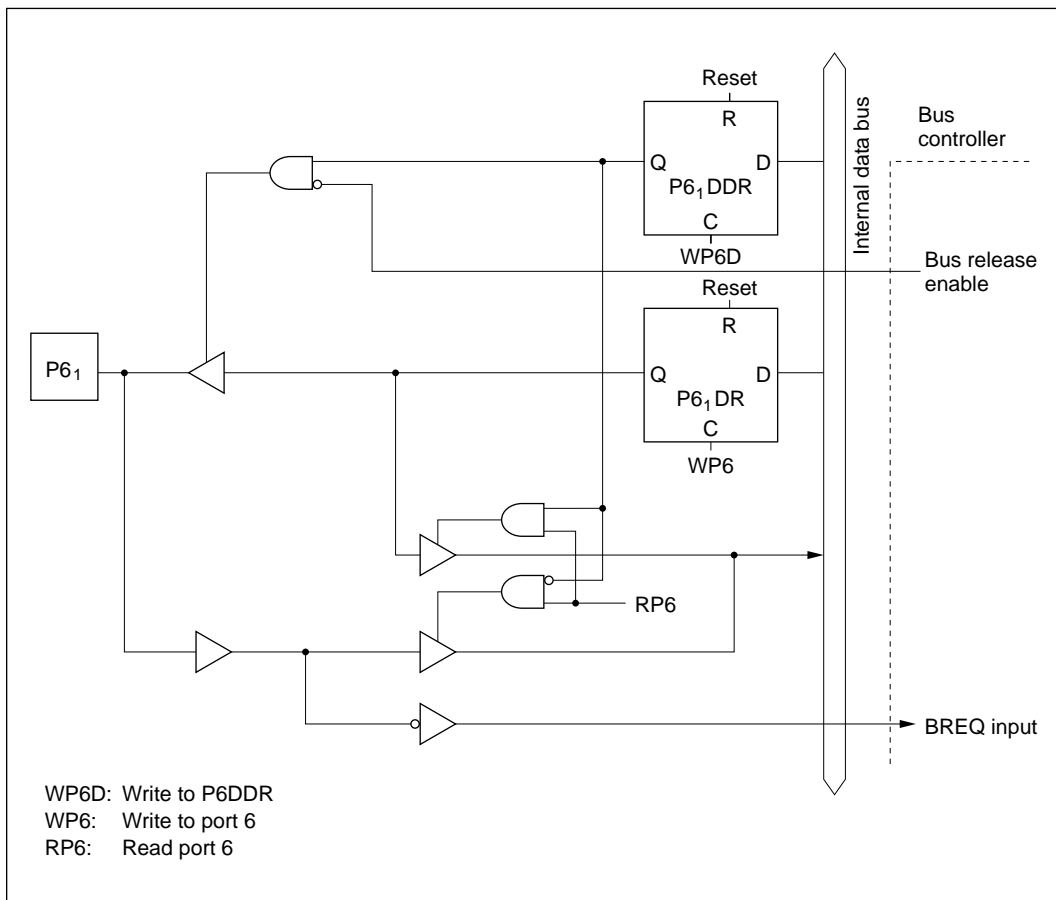 Reset
R
Q
D
P6₁DDR
C
WP6D
Internal data bus
Bus
controller
Bus release
enable
Reset
R
P6₁
Q
D
P6₁DR
C
WP6
RP6
BREQ input
WP6D: Write to P6DDR
WP6: Write to port 6
RP6: Read port 6